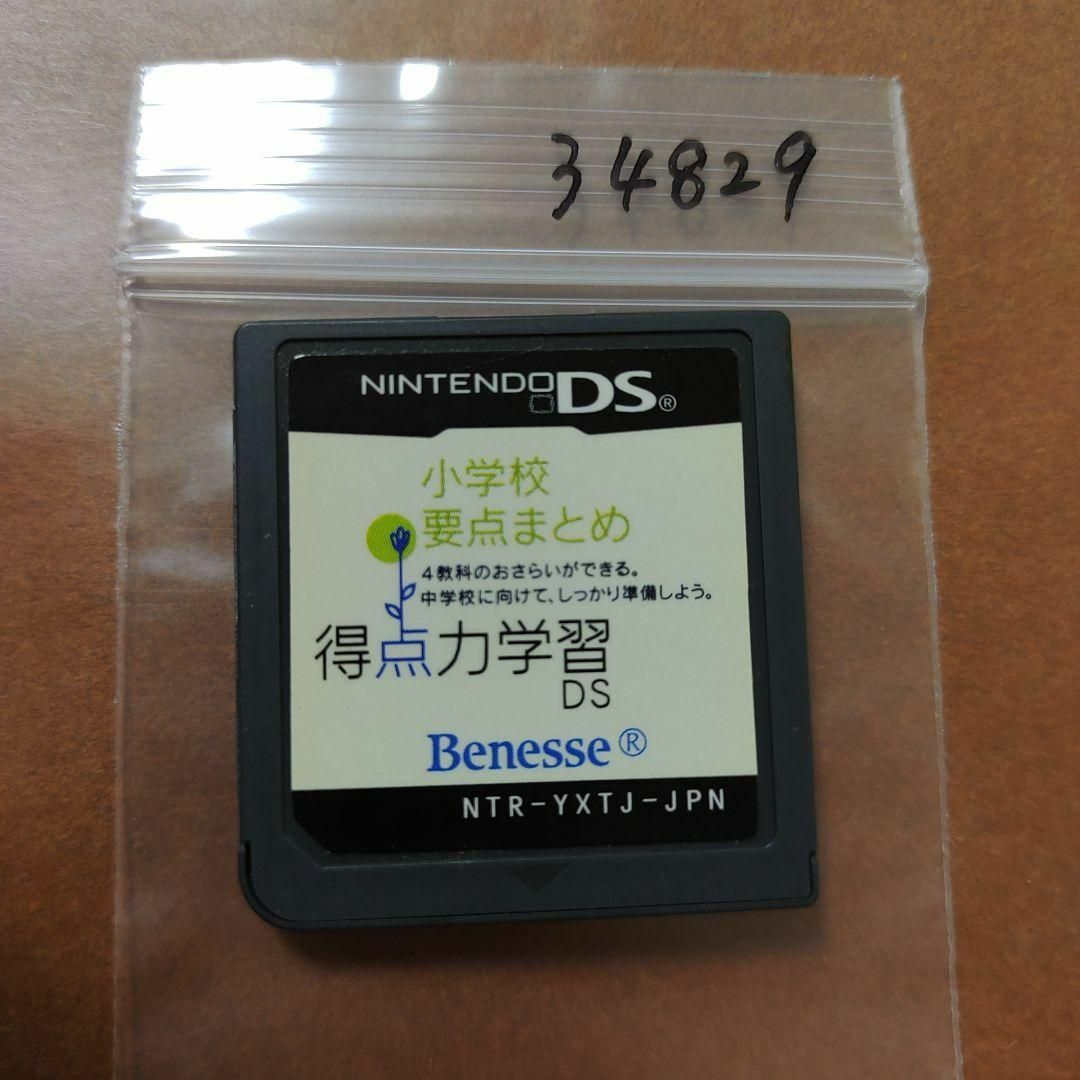 34829
NINTENDO DS®
小学校
要点まとめ
4教科のおさらいができる。
中学校に向けて、しっかり準備しよう。
得点力学習
DS
Benesse®
NTR-YXTJ-JPN